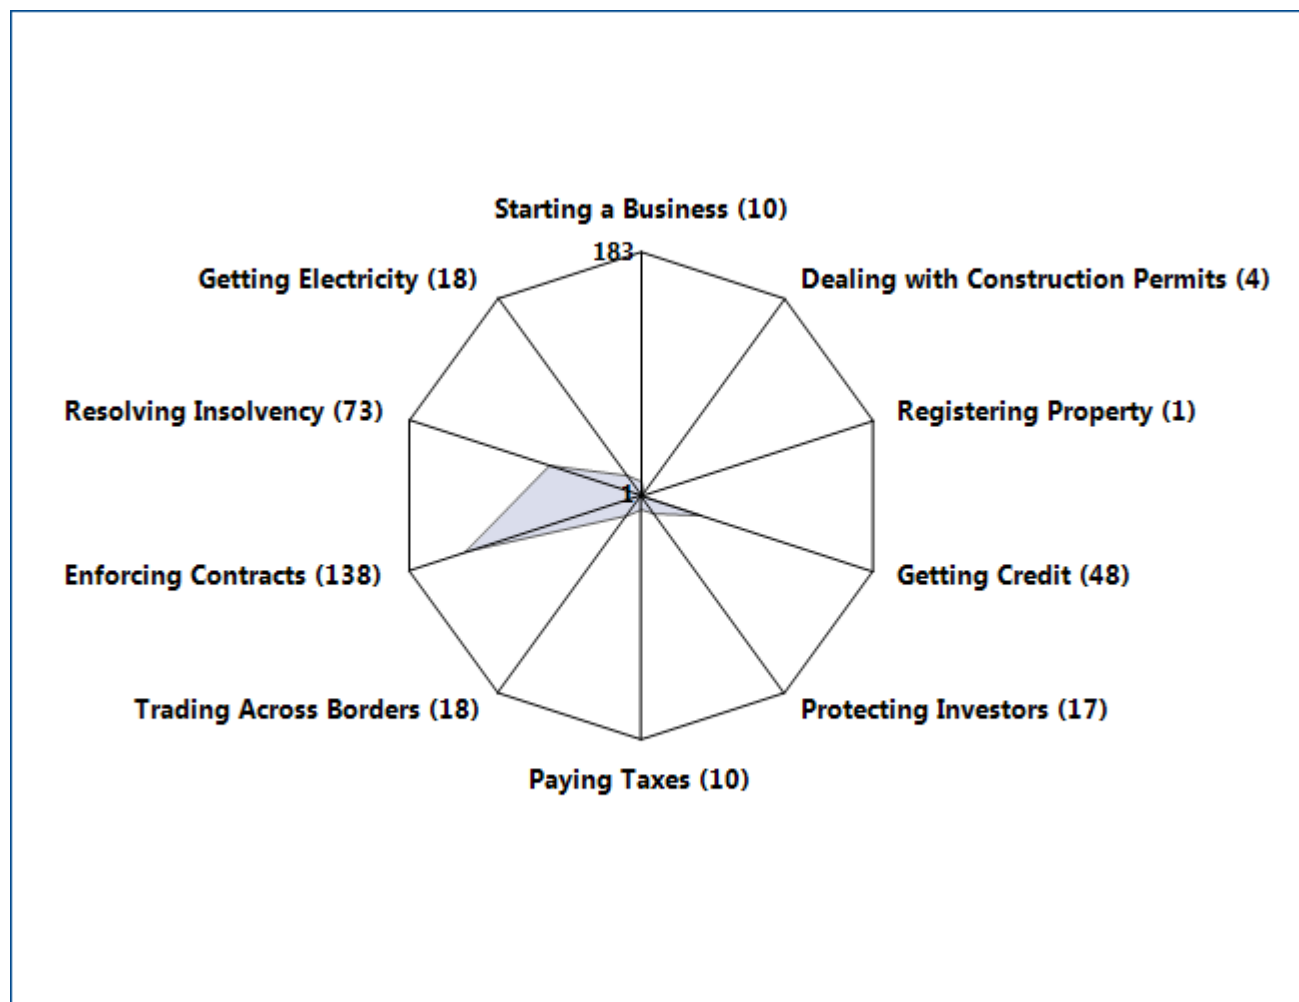 Starting a Business (10)
183
Getting Electricity (18)
Dealing with Construction Permits (4)
Resolving Insolvency (73)
Registering Property (1)
1
Enforcing Contracts (138)
Getting Credit (48)
Trading Across Borders (18)
Protecting Investors (17)
Paying Taxes (10)